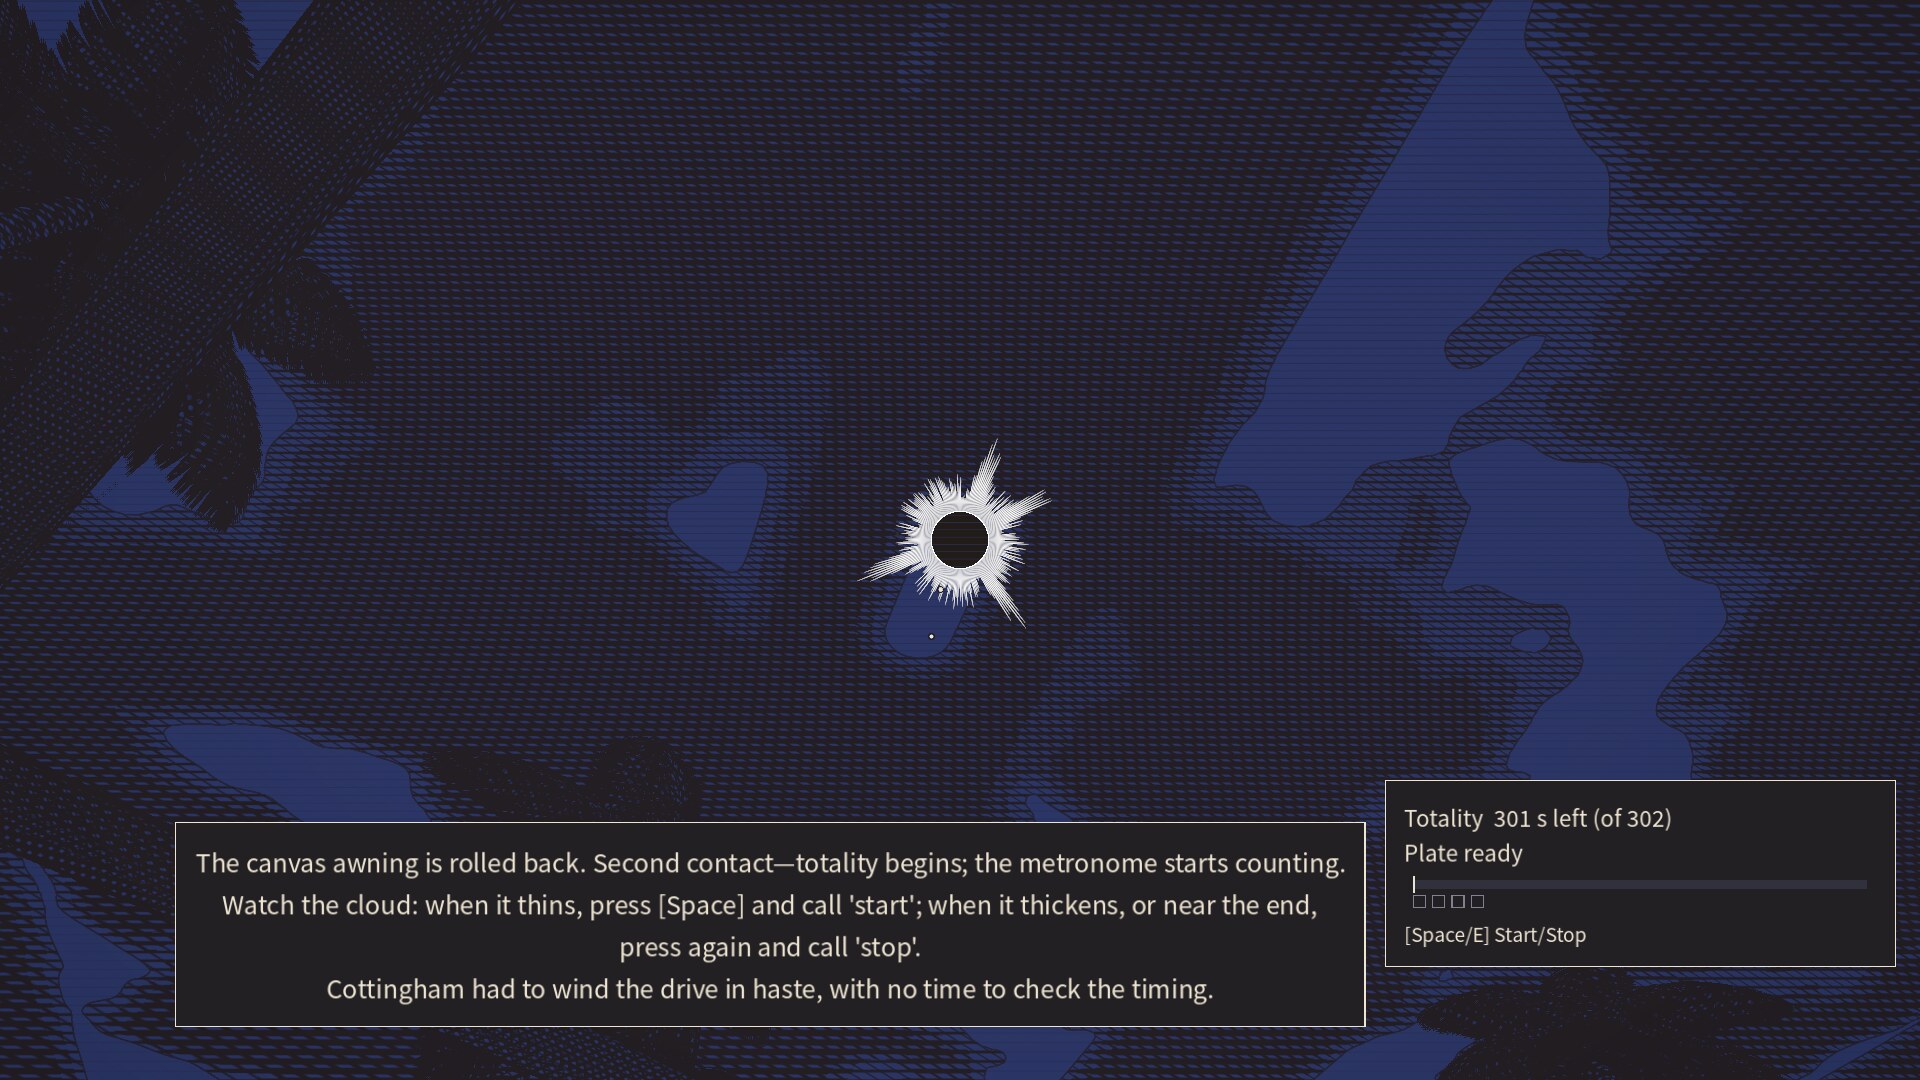 The canvas awning is rolled back. Second contact—totality begins; the metronome starts counting.
Watch the cloud: when it thins, press [Space] and call 'start'; when it thickens, or near the end,
press again and call 'stop'.
Cottingham had to wind the drive in haste, with no time to check the timing.
Totality  301 s left (of 302)
Plate ready
[Space/E] Start/Stop